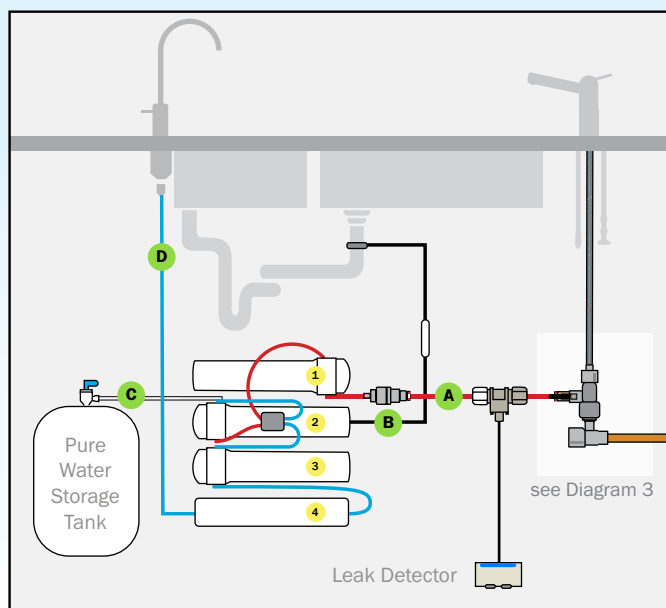 D
1
C
A
2
B
Pure
Water
Storage
Tank
3
see Diagram 3
4
Leak Detector